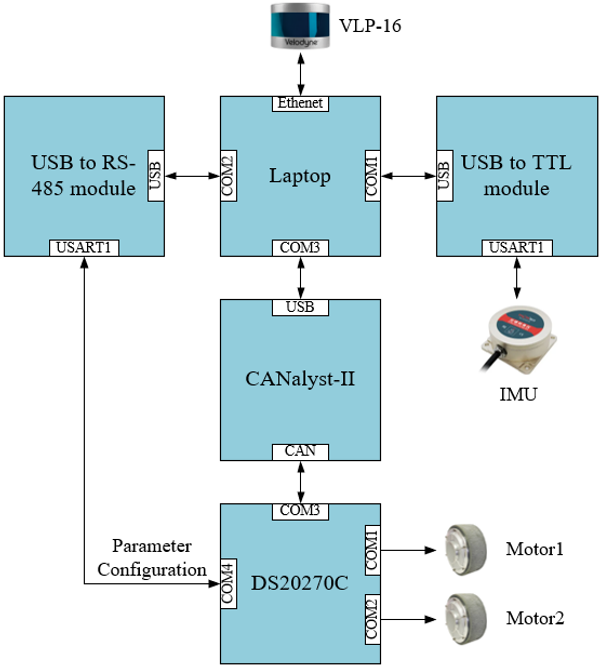 VLP-16
Velodyne
Ethenet
USB to RS-
485 module
USB
COM2
Laptop
COM1
USB
USB to TTL
module
USART1
COM3
USART1
USB
CANalyst-II
IMU
CAN
COM3
Parameter
Configuration
COM4
DS20270C
COM1
Motor1
COM2
Motor2